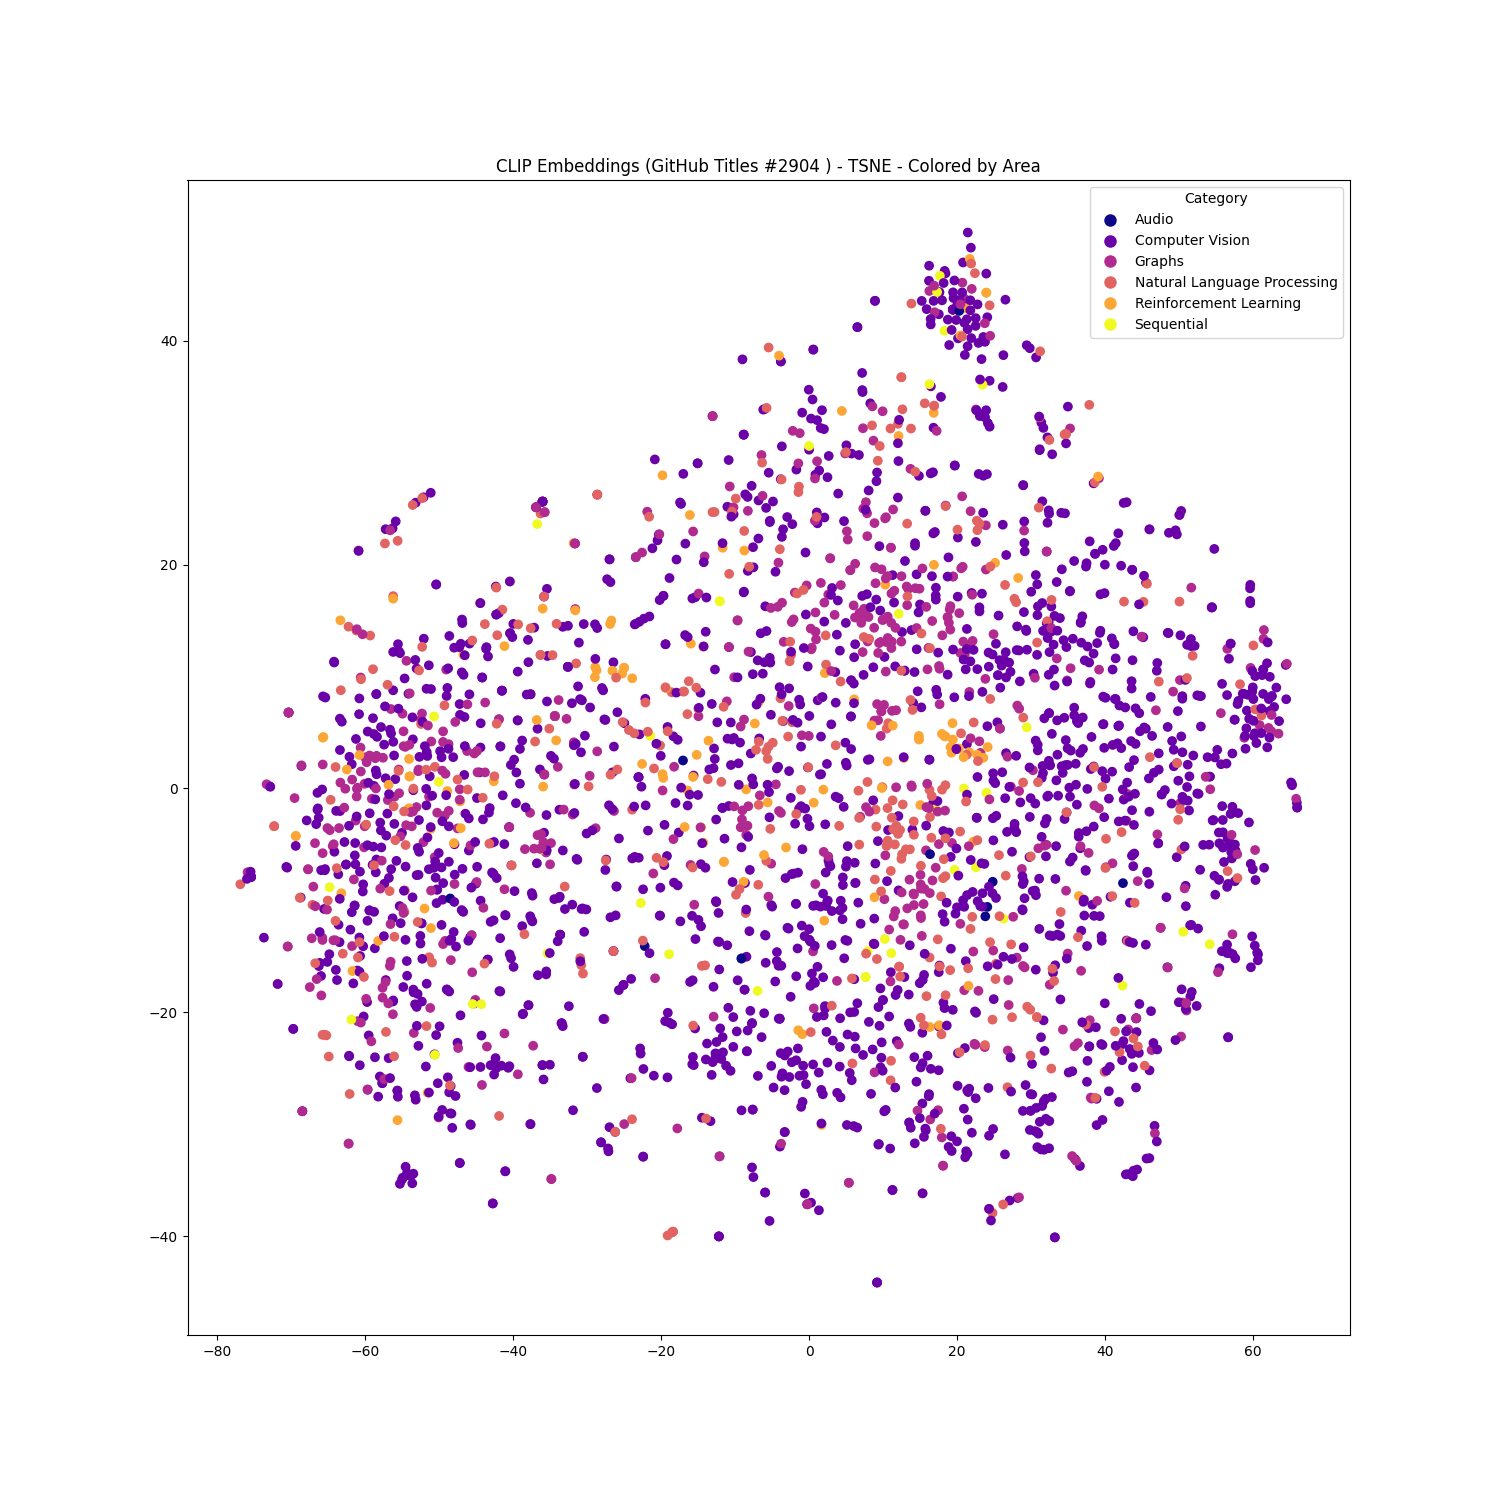 CLIP Embeddings (GitHub Titles #2904 ) - TSNE - Colored by Area
Category
Audio
Computer Vision
Graphs
Natural Language Processing
Reinforcement Learning
Sequential
40
20
0
−20
−40
−80
−60
−40
−20
0
20
40
60